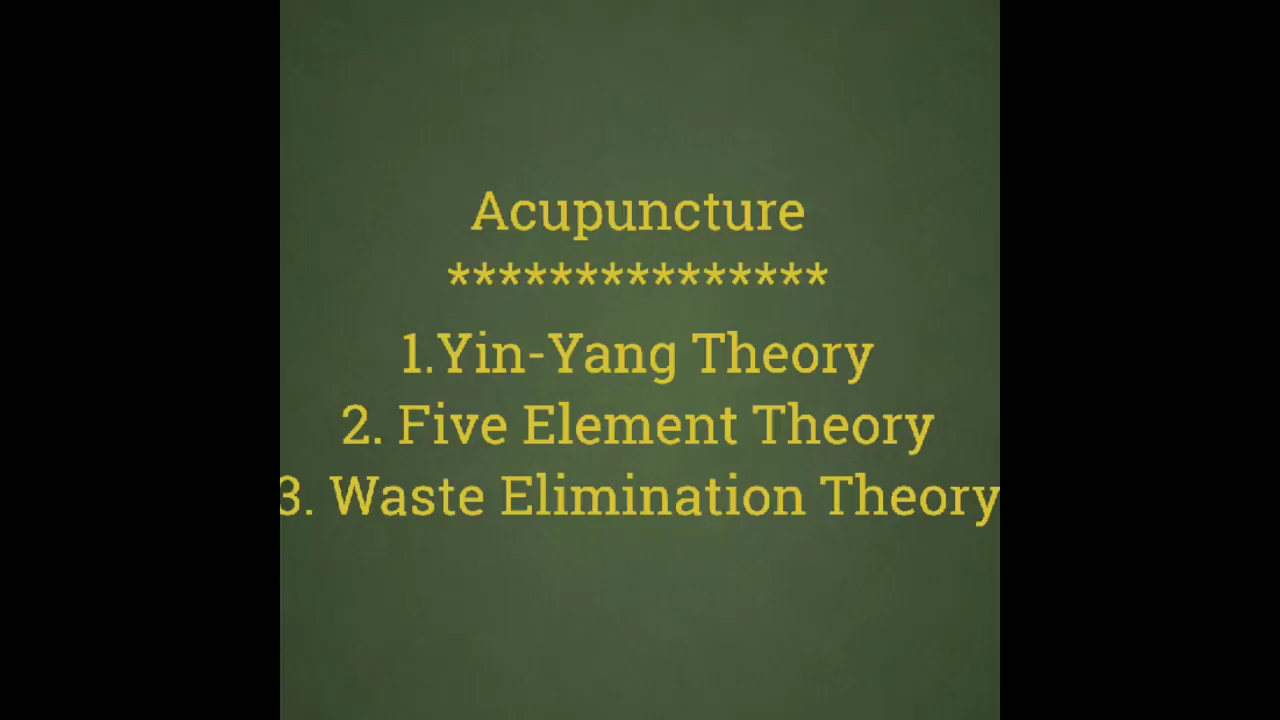 Acupuncture
***************
1.Yin-Yang Theory
2. Five Element Theory
3. Waste Elimination Theory